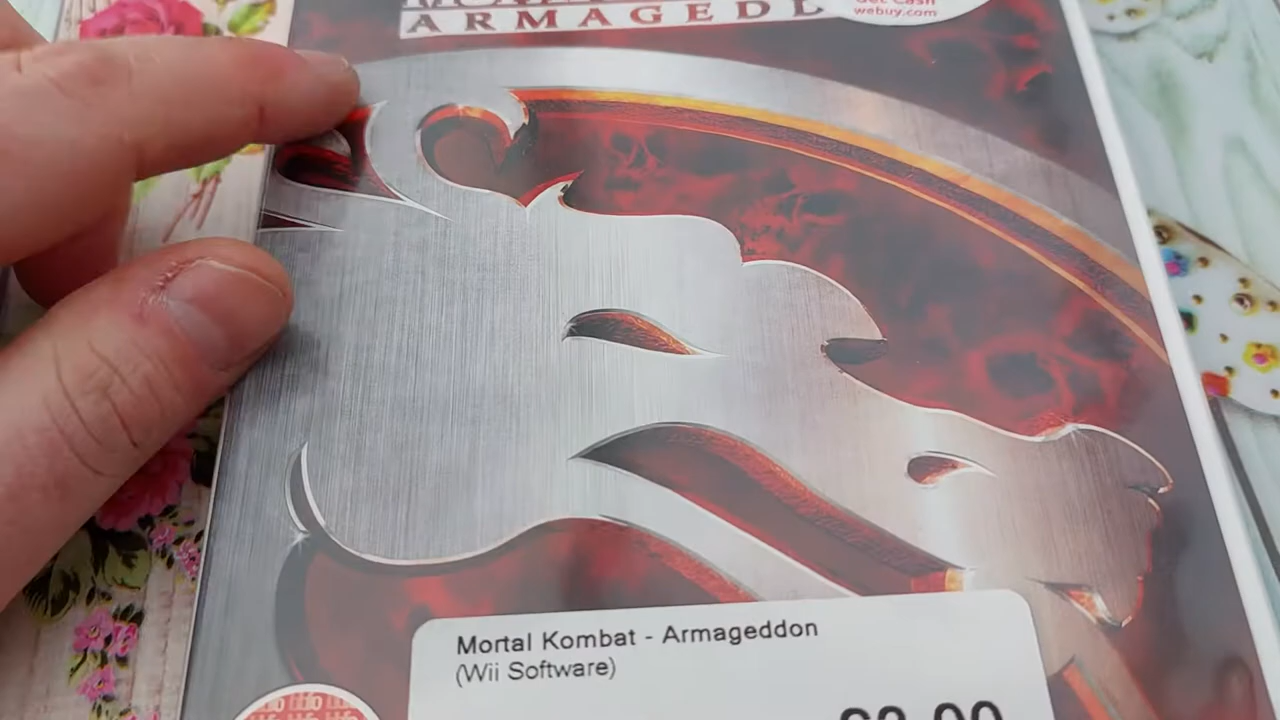 ARMAGEDD
Get Cash
webuy.com
Mortal Kombat - Armageddon
(Wii Software)